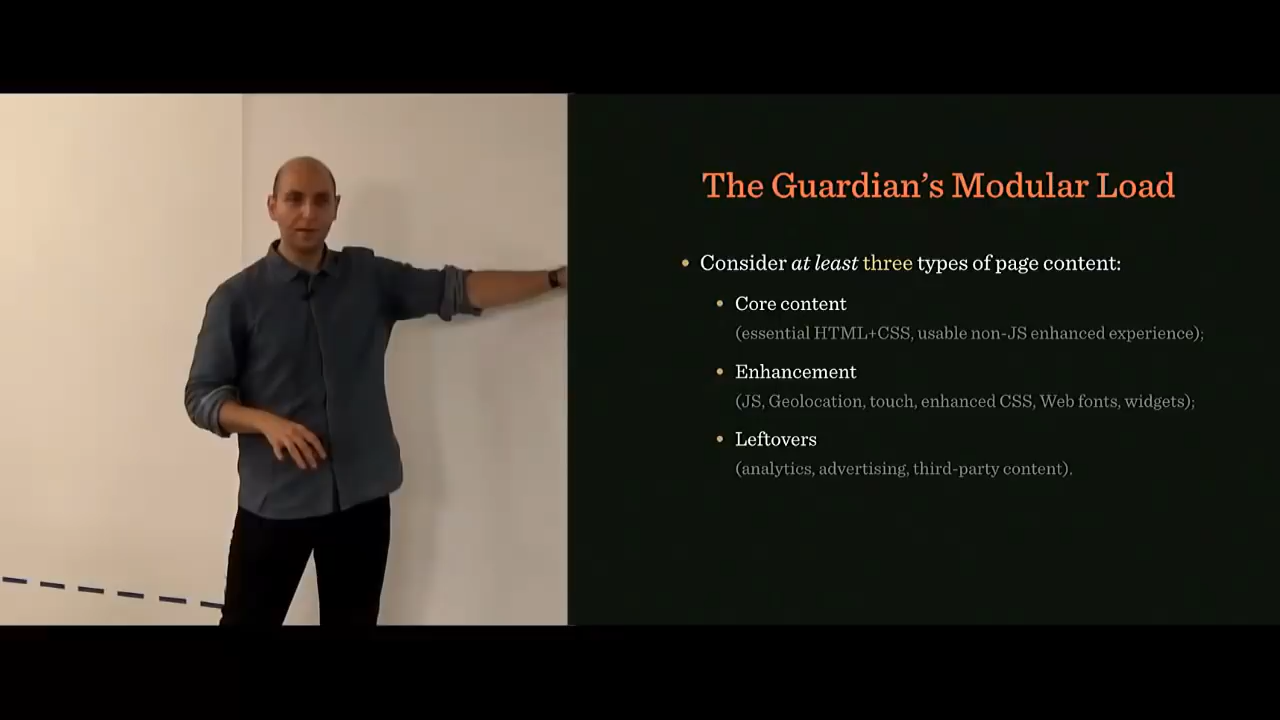 The Guardian’s Modular Load
• Consider at least three types of page content:
• Core content
(essential HTML+CSS, usable non-JS enhanced experience);
• Enhancement
(JS, Geolocation, touch, enhanced CSS, Web fonts, widgets);
• Leftovers
(analytics, advertising, third-party content).